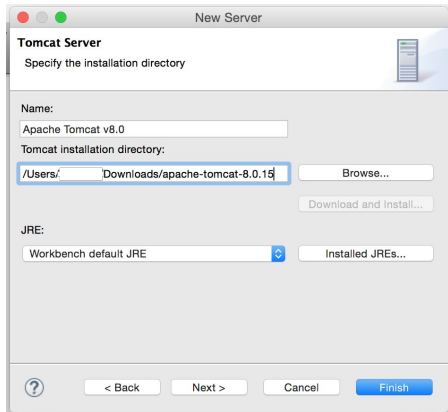 New Server
Tomcat Server
Specify the installation directory
Name:
Apache Tomcat v8.0
Tomcat installation directory:
/Users/ /Downloads/apache-tomcat-8.0.15
Browse...
Download and Install...
JRE:
Workbench default JRE
Installed JREs...
?
< Back
Next >
Cancel
Finish